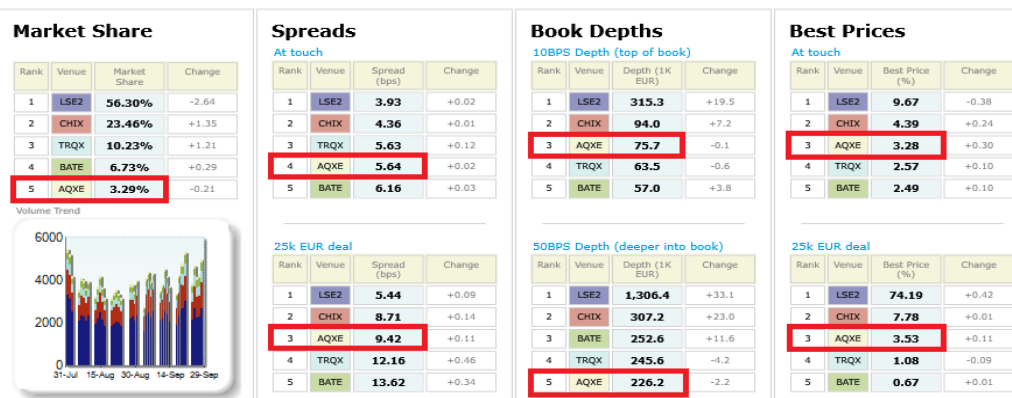 Market Share
Rank Venue Market Share Change
1 LSE2 56.30% -2.64
2 CHIX 23.46% +1.35
3 TRQX 10.23% +1.21
4 BATE 6.73% +0.29
5 AQXE 3.29% -0.21
Volume Trend
6000
4000
2000
0
31-Jul 15-Aug 30-Aug 14-Sep 29-Sep
Spreads
At touch
Rank Venue Spread (bps) Change
1 LSE2 3.93 +0.02
2 CHIX 4.36 +0.01
3 TRQX 5.63 +0.12
4 AQXE 5.64 +0.02
5 BATE 6.16 +0.03
25k EUR deal
Rank Venue Spread (bps) Change
1 LSE2 5.44 +0.09
2 CHIX 8.71 +0.14
3 AQXE 9.42 +0.11
4 TRQX 12.16 +0.46
5 BATE 13.62 +0.34
Book Depths
10BPS Depth (top of book)
Rank Venue Depth (1K EUR) Change
1 LSE2 315.3 +19.5
2 CHIX 94.0 +7.2
3 AQXE 75.7 -0.1
4 TRQX 63.5 -0.6
5 BATE 57.0 +3.8
50BPS Depth (deeper into book)
Rank Venue Depth (1K EUR) Change
1 LSE2 1,306.4 +33.1
2 CHIX 307.2 +23.0
3 BATE 252.6 +11.6
4 TRQX 245.6 -4.2
5 AQXE 226.2 -2.2
Best Prices
At touch
Rank Venue Best Price (%) Change
1 LSE2 9.67 -0.38
2 CHIX 4.39 +0.24
3 AQXE 3.28 +0.30
4 TRQX 2.57 +0.10
5 BATE 2.49 +0.10
25k EUR deal
Rank Venue Best Price (%) Change
1 LSE2 74.19 +0.42
2 CHIX 7.78 +0.01
3 AQXE 3.53 +0.11
4 TRQX 1.08 -0.09
5 BATE 0.67 +0.01